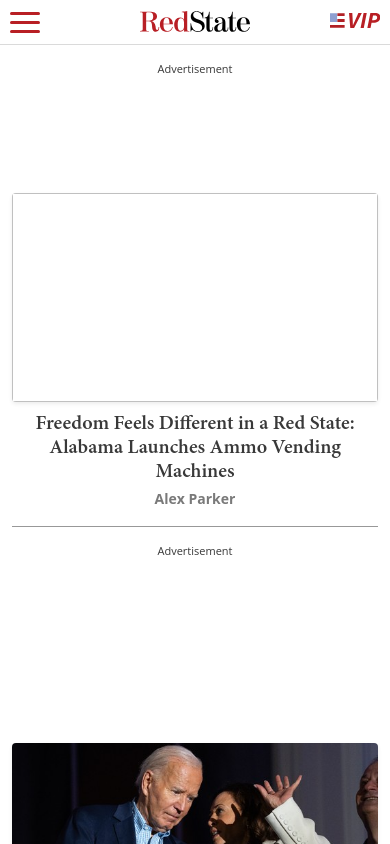 RedState
VIP
Advertisement
Freedom Feels Different in a Red State:
Alabama Launches Ammo Vending
Machines
Alex Parker
Advertisement